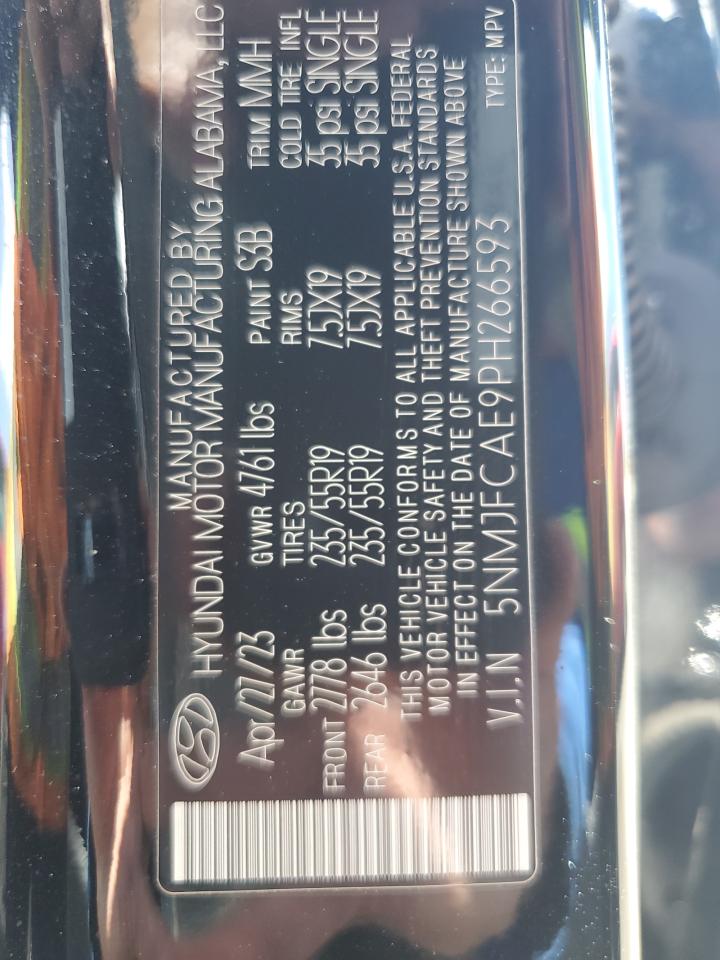 MANUFACTURED BY
HYUNDAI MOTOR MANUFACTURING ALABAMA, LLC
Apr/27/23 GVWR 4761 lbs PAINT S3B TRIM MMH
GAWR TIRES RIMS COLD TIRE INFL
FRONT 2778 lbs 235/55R19 7.5JX19 35 psi SINGLE
REAR 2646 lbs 235/55R19 7.5JX19 35 psi SINGLE
THIS VEHICLE CONFORMS TO ALL APPLICABLE U.S.A. FEDERAL
MOTOR VEHICLE SAFETY AND THEFT PREVENTION STANDARDS
IN EFFECT ON THE DATE OF MANUFACTURE SHOWN ABOVE
V.I.N 5NMJFCAE9PH266593 TYPE: MPV